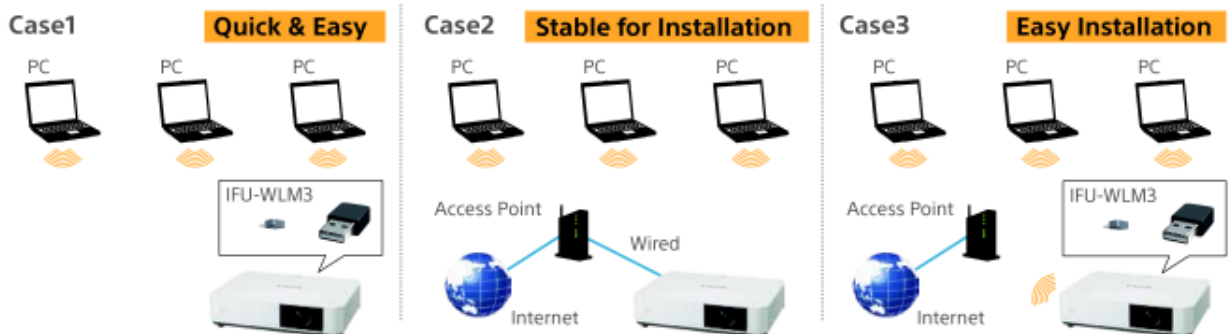 Case1
Quick & Easy
PC
PC
PC
IFU-WLM3
Case2
Stable for Installation
PC
PC
PC
Access Point
Wired
Internet
Case3
Easy Installation
PC
PC
PC
Access Point
IFU-WLM3
Internet